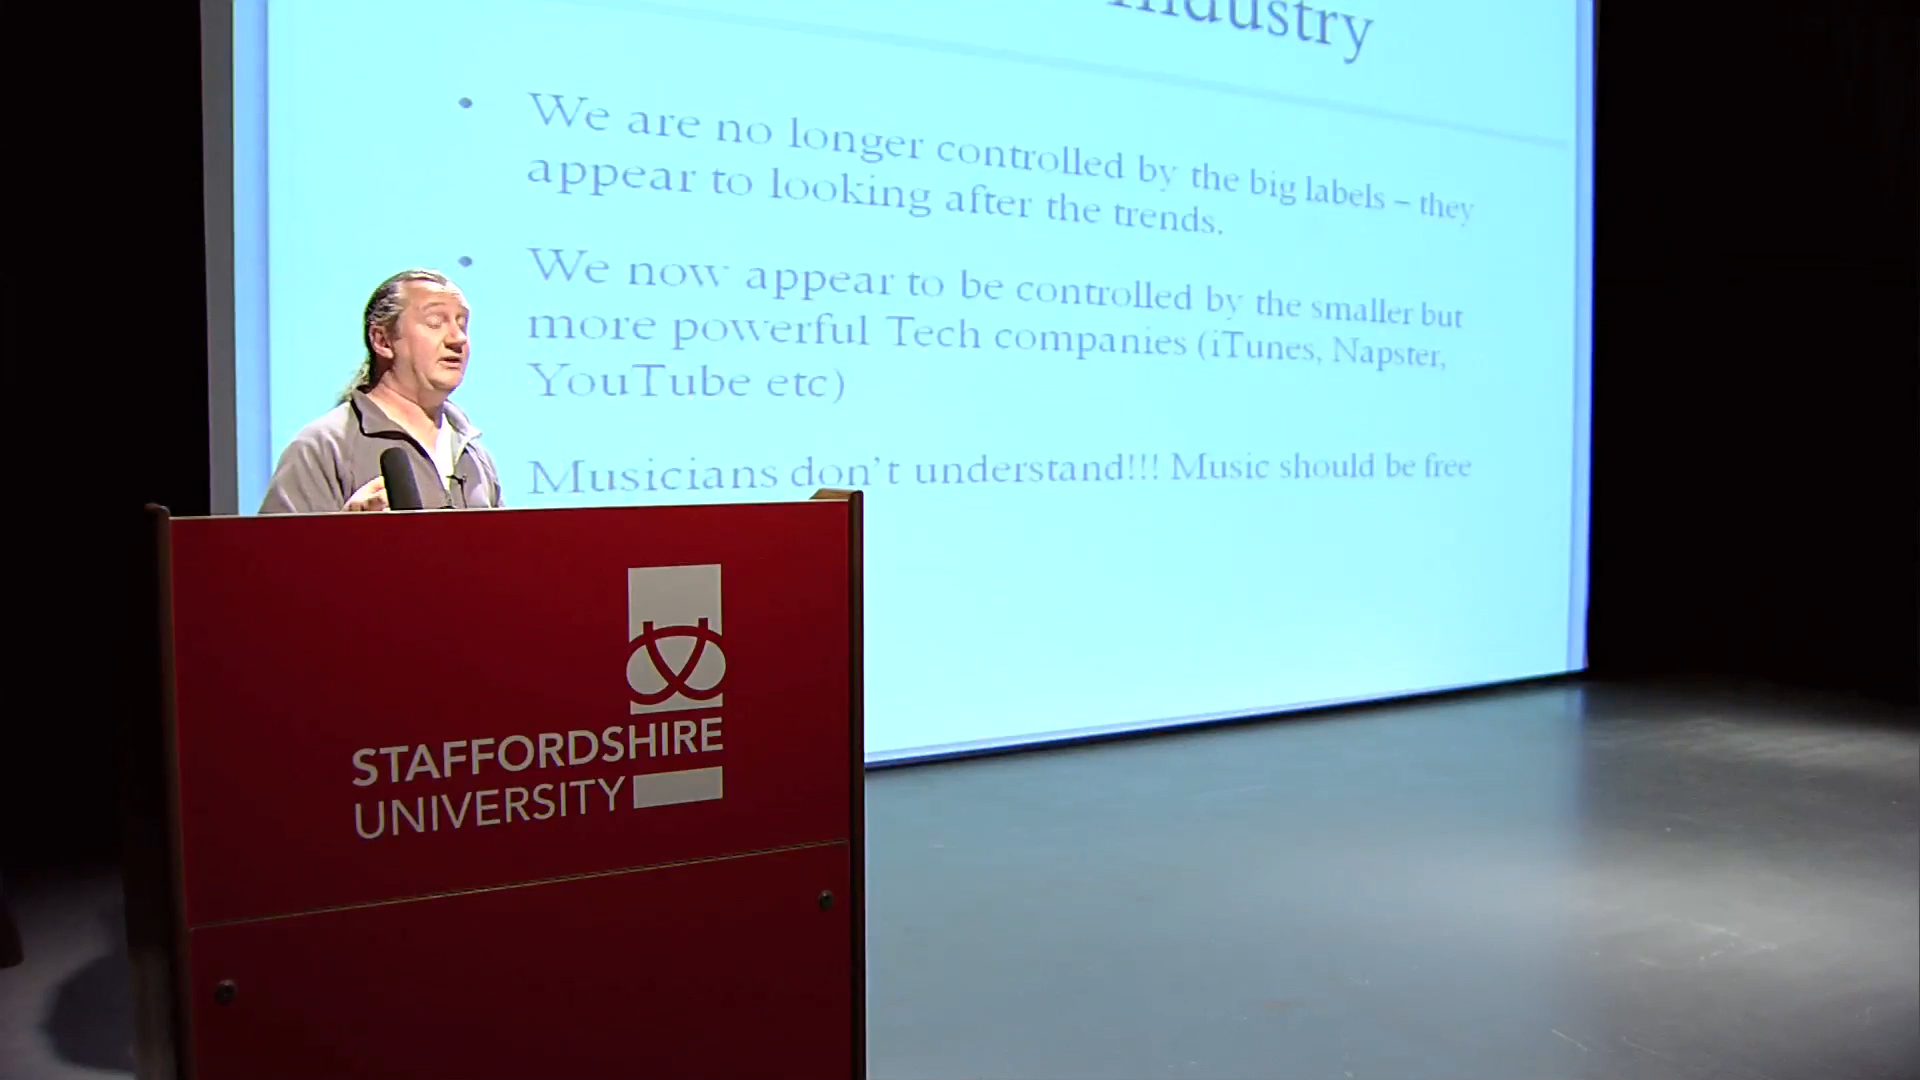 Industry
• We are no longer controlled by the big labels – they
appear to looking after the trends.
• We now appear to be controlled by the smaller but
more powerful Tech companies (iTunes, Napster,
YouTube etc)
Musicians don't understand!!! Music should be free
STAFFORDSHIRE
UNIVERSITY